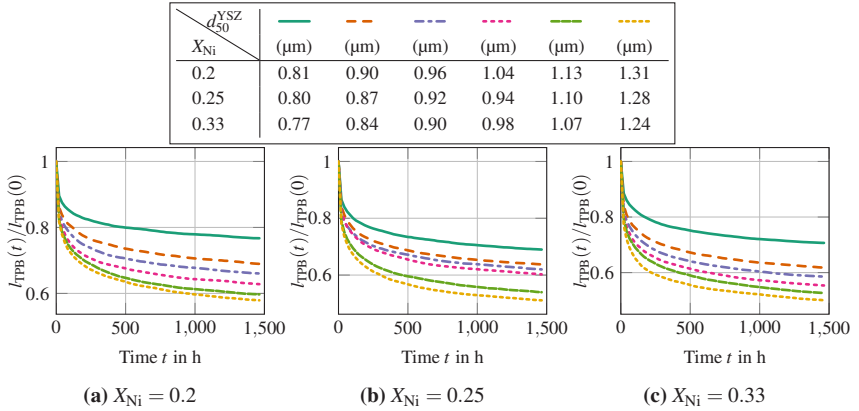 d₅₀^YSZ
X_Ni (μm) (μm) (μm) (μm) (μm) (μm)
0.2 0.81 0.90 0.96 1.04 1.13 1.31
0.25 0.80 0.87 0.92 0.94 1.10 1.28
0.33 0.77 0.84 0.90 0.98 1.07 1.24
l_TPB(t)/l_TPB(0)
1
0.8
0.6
0 500 1,000 1,500
Time t in h
(a) X_Ni = 0.2
l_TPB(t)/l_TPB(0)
1
0.8
0.6
0 500 1,000 1,500
Time t in h
(b) X_Ni = 0.25
l_TPB(t)/l_TPB(0)
1
0.8
0.6
0 500 1,000 1,500
Time t in h
(c) X_Ni = 0.33